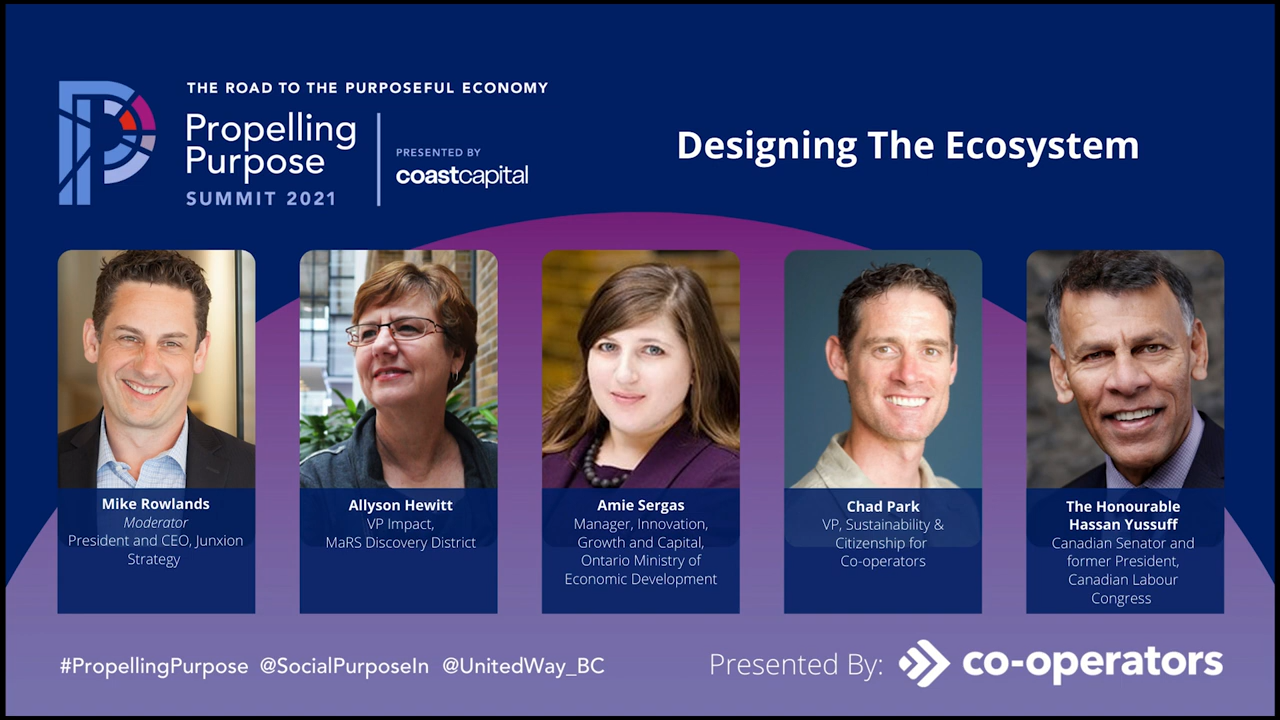 THE ROAD TO THE PURPOSEFUL ECONOMY
Propelling
Purpose
SUMMIT 2021
PRESENTED BY
coastcapital
Designing The Ecosystem
Mike Rowlands
Moderator
President and CEO, Junxion
Strategy
Allyson Hewitt
VP Impact,
MaRS Discovery District
Amie Sergas
Manager, Innovation,
Growth and Capital,
Ontario Ministry of
Economic Development
Chad Park
VP, Sustainability &
Citizenship for
Co-operators
The Honourable
Hassan Yussuff
Canadian Senator and
former President,
Canadian Labour
Congress
#PropellingPurpose @SocialPurposeIn @UnitedWay_BC
Presented By: co-operators